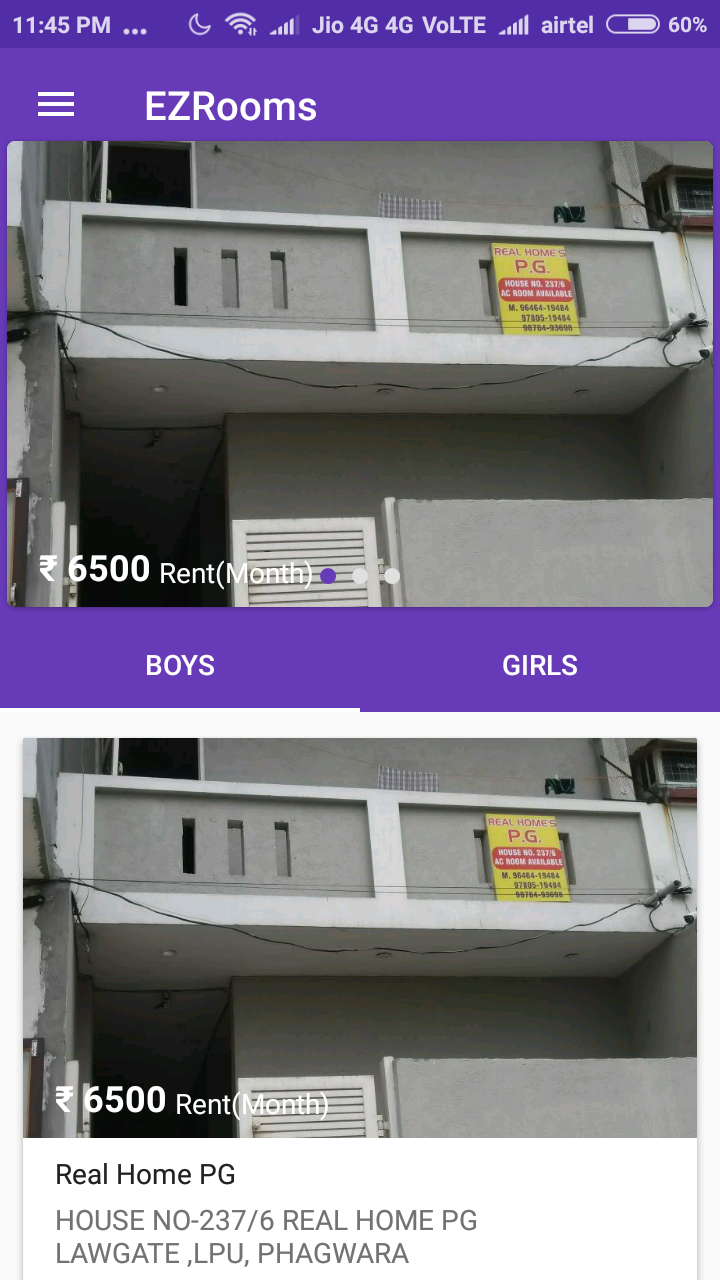 11:45 PM ... Jio 4G 4G VoLTE airtel 60%
EZRooms
REAL HOME'S
P.G.
HOUSE NO. 237/6
AC ROOM AVAILABLE
M. 96464-19484
97805-19484
98764-93698
₹ 6500 Rent(Month)
BOYS
GIRLS
REAL HOME'S
P.G.
HOUSE NO. 237/6
AC ROOM AVAILABLE
M. 96464-19484
97805-19484
98764-93698
₹ 6500 Rent(Month)
Real Home PG
HOUSE NO-237/6 REAL HOME PG
LAWGATE ,LPU, PHAGWARA